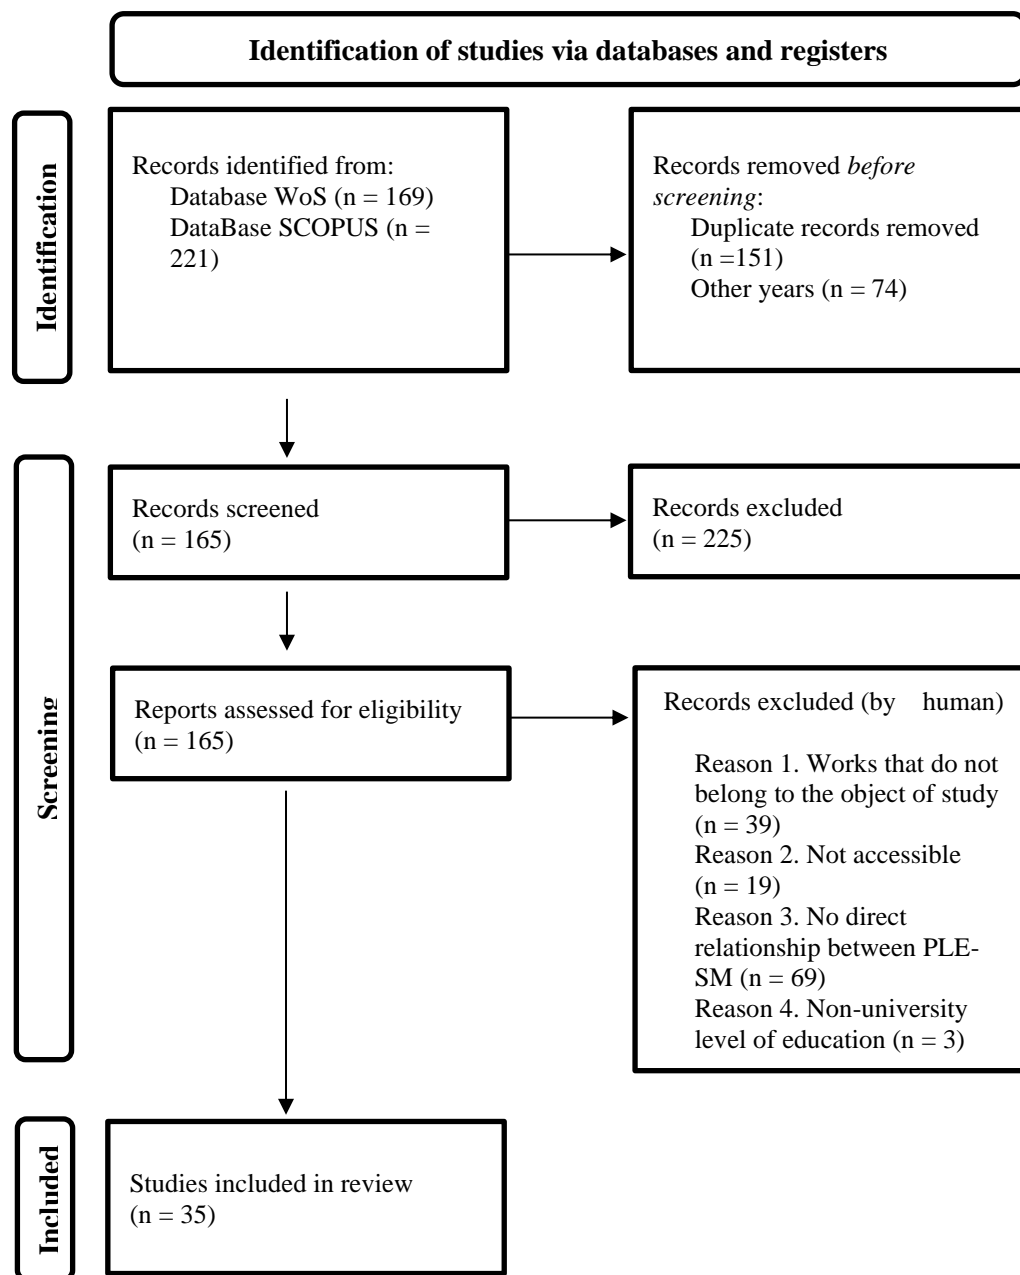 Identification of studies via databases and registers
Identification
Records identified from:
Database WoS (n = 169)
DataBase SCOPUS (n =
221)
Records removed before
screening:
Duplicate records removed
(n =151)
Other years (n = 74)
Screening
Records screened
(n = 165)
Records excluded
(n = 225)
Reports assessed for eligibility
(n = 165)
Records excluded (by human)
Reason 1. Works that do not
belong to the object of study
(n = 39)
Reason 2. Not accessible
(n = 19)
Reason 3. No direct
relationship between PLE-
SM (n = 69)
Reason 4. Non-university
level of education (n = 3)
Included
Studies included in review
(n = 35)